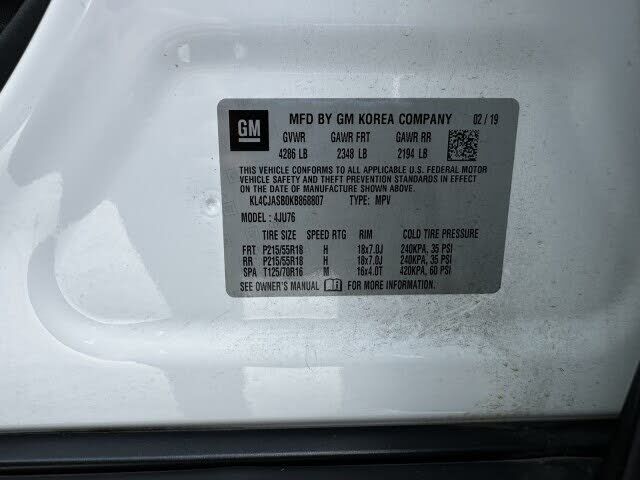 GM
MFD BY GM KOREA COMPANY 02/19
GVWR GAWR FRT GAWR RR
4286 LB 2348 LB 2194 LB
THIS VEHICLE CONFORMS TO ALL APPLICABLE U.S. FEDERAL MOTOR
VEHICLE SAFETY AND THEFT PREVENTION STANDARDS IN EFFECT ON
THE DATE OF MANUFACTURE SHOWN ABOVE.
KL4CJASB0KB868807 TYPE: MPV
MODEL: 4JU76
TIRE SIZE SPEED RTG RIM COLD TIRE PRESSURE
FRT P215/55R18 H 18x7.0J 240KPA, 35 PSI
RR P215/55R18 H 18x7.0J 240KPA, 35 PSI
SPA T125/70R16 M 16x4.0T 420KPA, 60 PSI
SEE OWNER'S MANUAL FOR MORE INFORMATION.